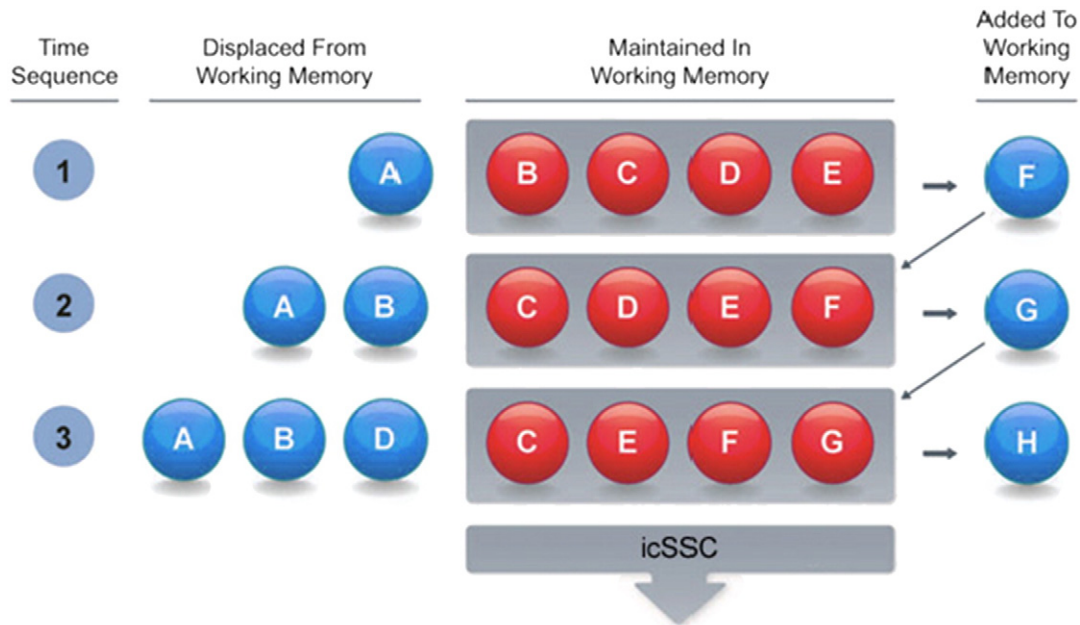 Time
Sequence
Displaced From
Working Memory
Maintained In
Working Memory
Added To
Working
Memory
1
A
B C D E
F
2
A B
C D E F
G
3
A B D
C E F G
H
icSSC